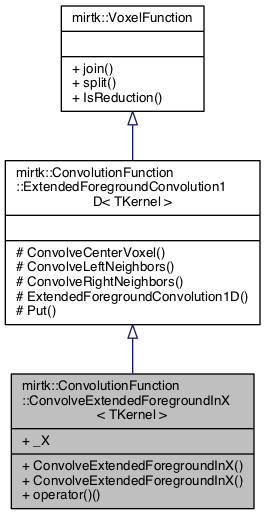 mirtk::VoxelFunction
+ join()
+ split()
+ IsReduction()
mirtk::ConvolutionFunction
::ExtendedForegroundConvolution1
D< TKernel >
# ConvolveCenterVoxel()
# ConvolveLeftNeighbors()
# ConvolveRightNeighbors()
# ExtendedForegroundConvolution1D()
# Put()
mirtk::ConvolutionFunction
::ConvolveExtendedForegroundInX
< TKernel >
+ _X
+ ConvolveExtendedForegroundInX()
+ ConvolveExtendedForegroundInX()
+ operator()()